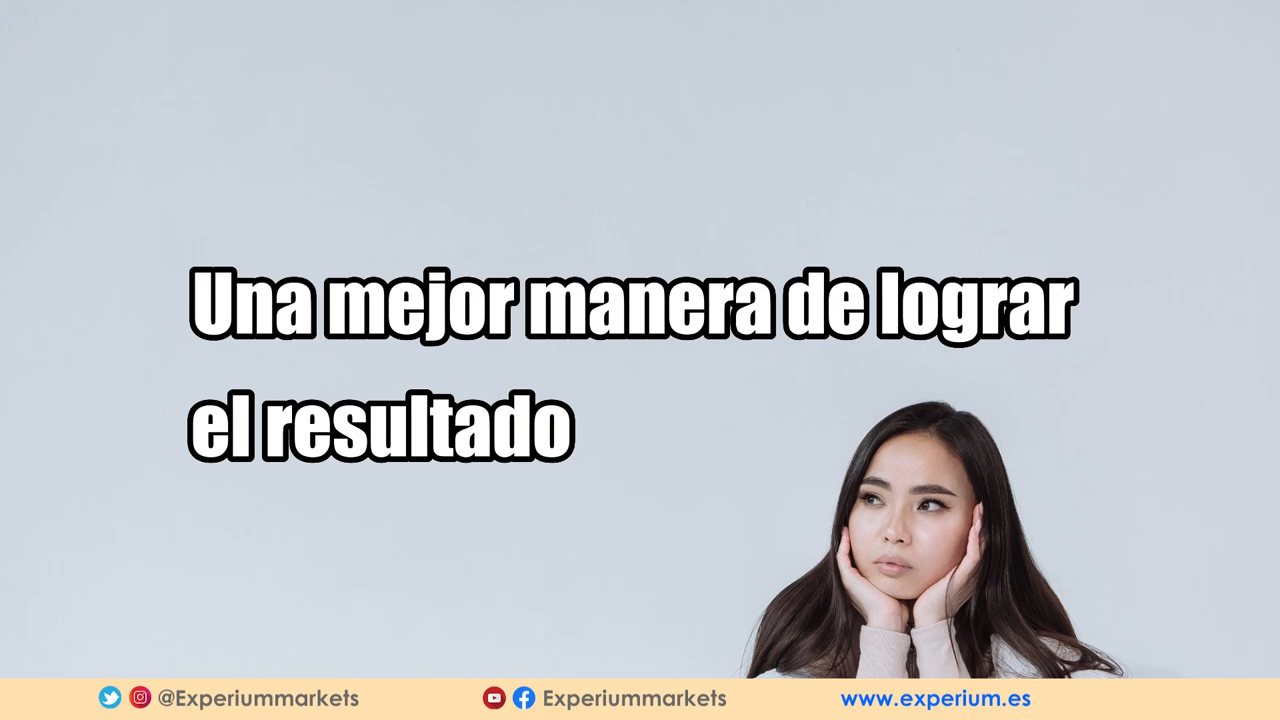 Una mejor manera de lograr
el resultado
@Experiummarkets
Experiummarkets
www.experium.es